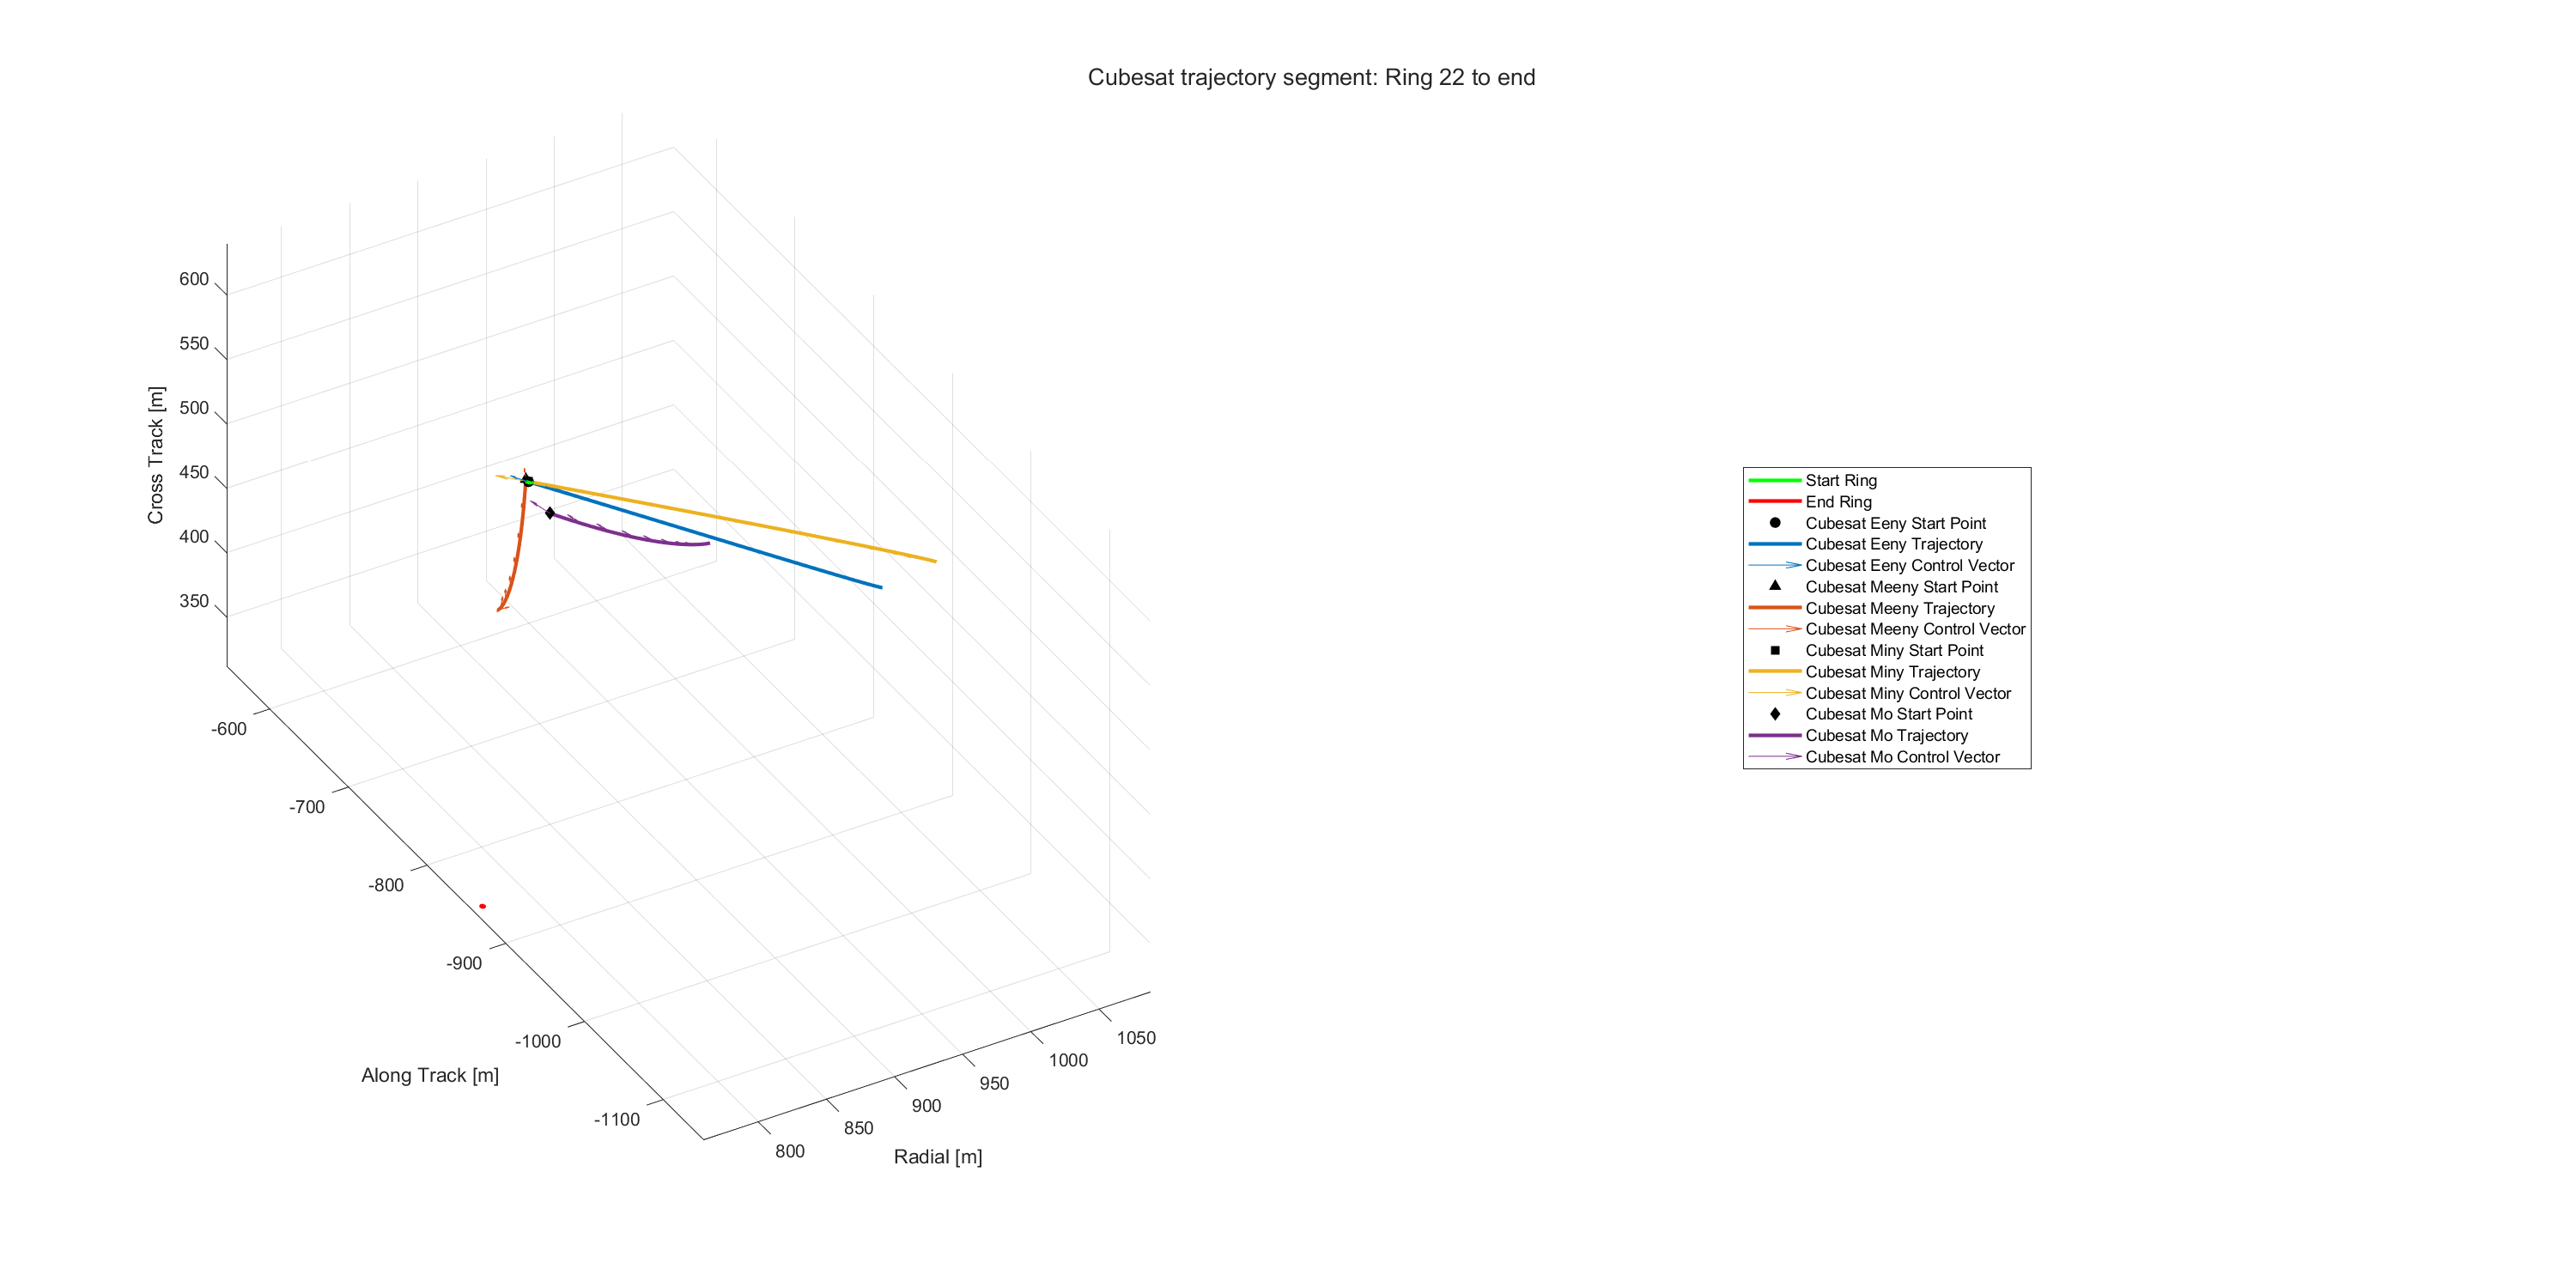 Cubesat trajectory segment: Ring 22 to end
600
550
500
450
400
350
Cross Track [m]
-600
-700
-800
-900
-1000
-1100
Along Track [m]
800
850
900
950
1000
1050
Radial [m]
Start Ring
End Ring
Cubesat Eeny Start Point
Cubesat Eeny Trajectory
Cubesat Eeny Control Vector
Cubesat Meeny Start Point
Cubesat Meeny Trajectory
Cubesat Meeny Control Vector
Cubesat Miny Start Point
Cubesat Miny Trajectory
Cubesat Miny Control Vector
Cubesat Mo Start Point
Cubesat Mo Trajectory
Cubesat Mo Control Vector